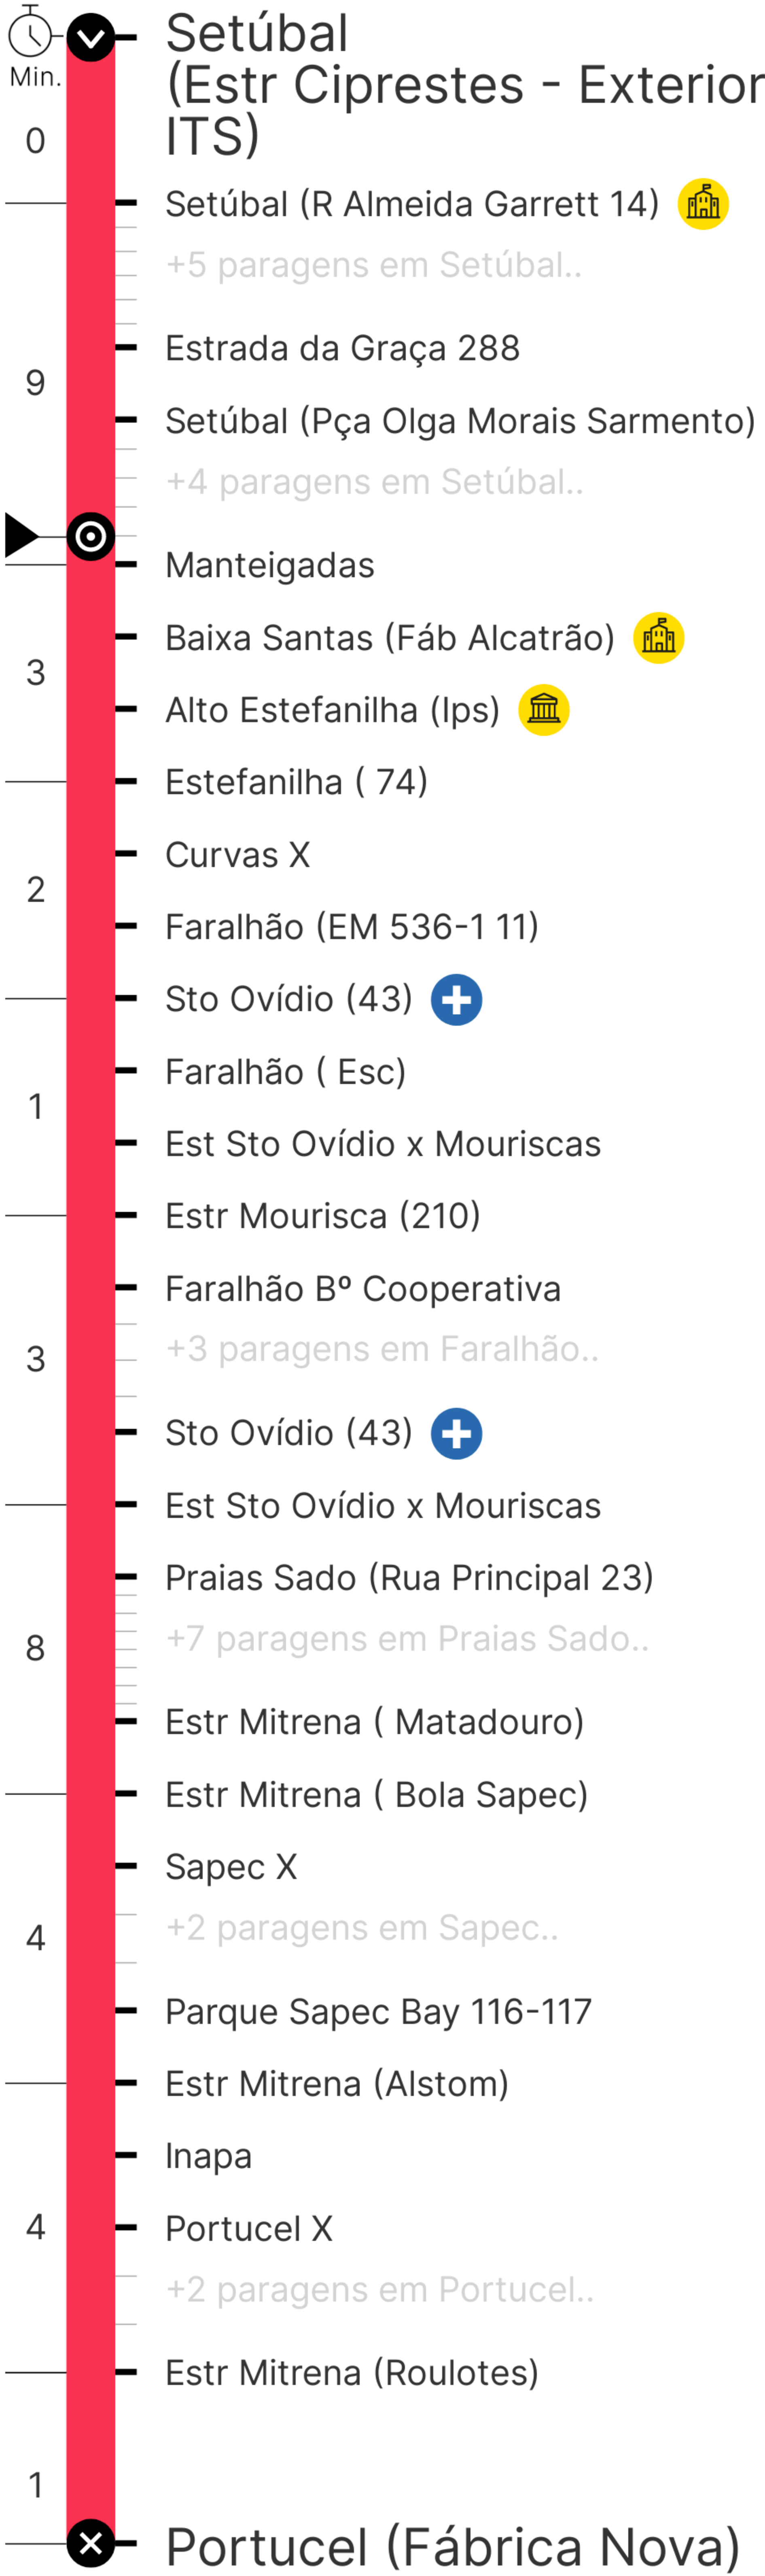 Setúbal
(Estr Ciprestes - Exterior
ITS)
Min.
0
Setúbal (R Almeida Garrett 14)
+5 paragens em Setúbal..
Estrada da Graça 288
9
Setúbal (Pça Olga Morais Sarmento)
+4 paragens em Setúbal..
Manteigadas
Baixa Santas (Fáb Alcatrão)
3
Alto Estefanilha (Ips)
Estefanilha ( 74)
Curvas X
2
Faralhão (EM 536-1 11)
Sto Ovídio (43)
Faralhão ( Esc)
1
Est Sto Ovídio x Mouriscas
Estr Mourisca (210)
Faralhão Bº Cooperativa
+3 paragens em Faralhão..
3
Sto Ovídio (43)
Est Sto Ovídio x Mouriscas
Praias Sado (Rua Principal 23)
+7 paragens em Praias Sado..
8
Estr Mitrena ( Matadouro)
Estr Mitrena ( Bola Sapec)
Sapec X
+2 paragens em Sapec..
4
Parque Sapec Bay 116-117
Estr Mitrena (Alstom)
Inapa
4
Portucel X
+2 paragens em Portucel..
Estr Mitrena (Roulotes)
1
Portucel (Fábrica Nova)